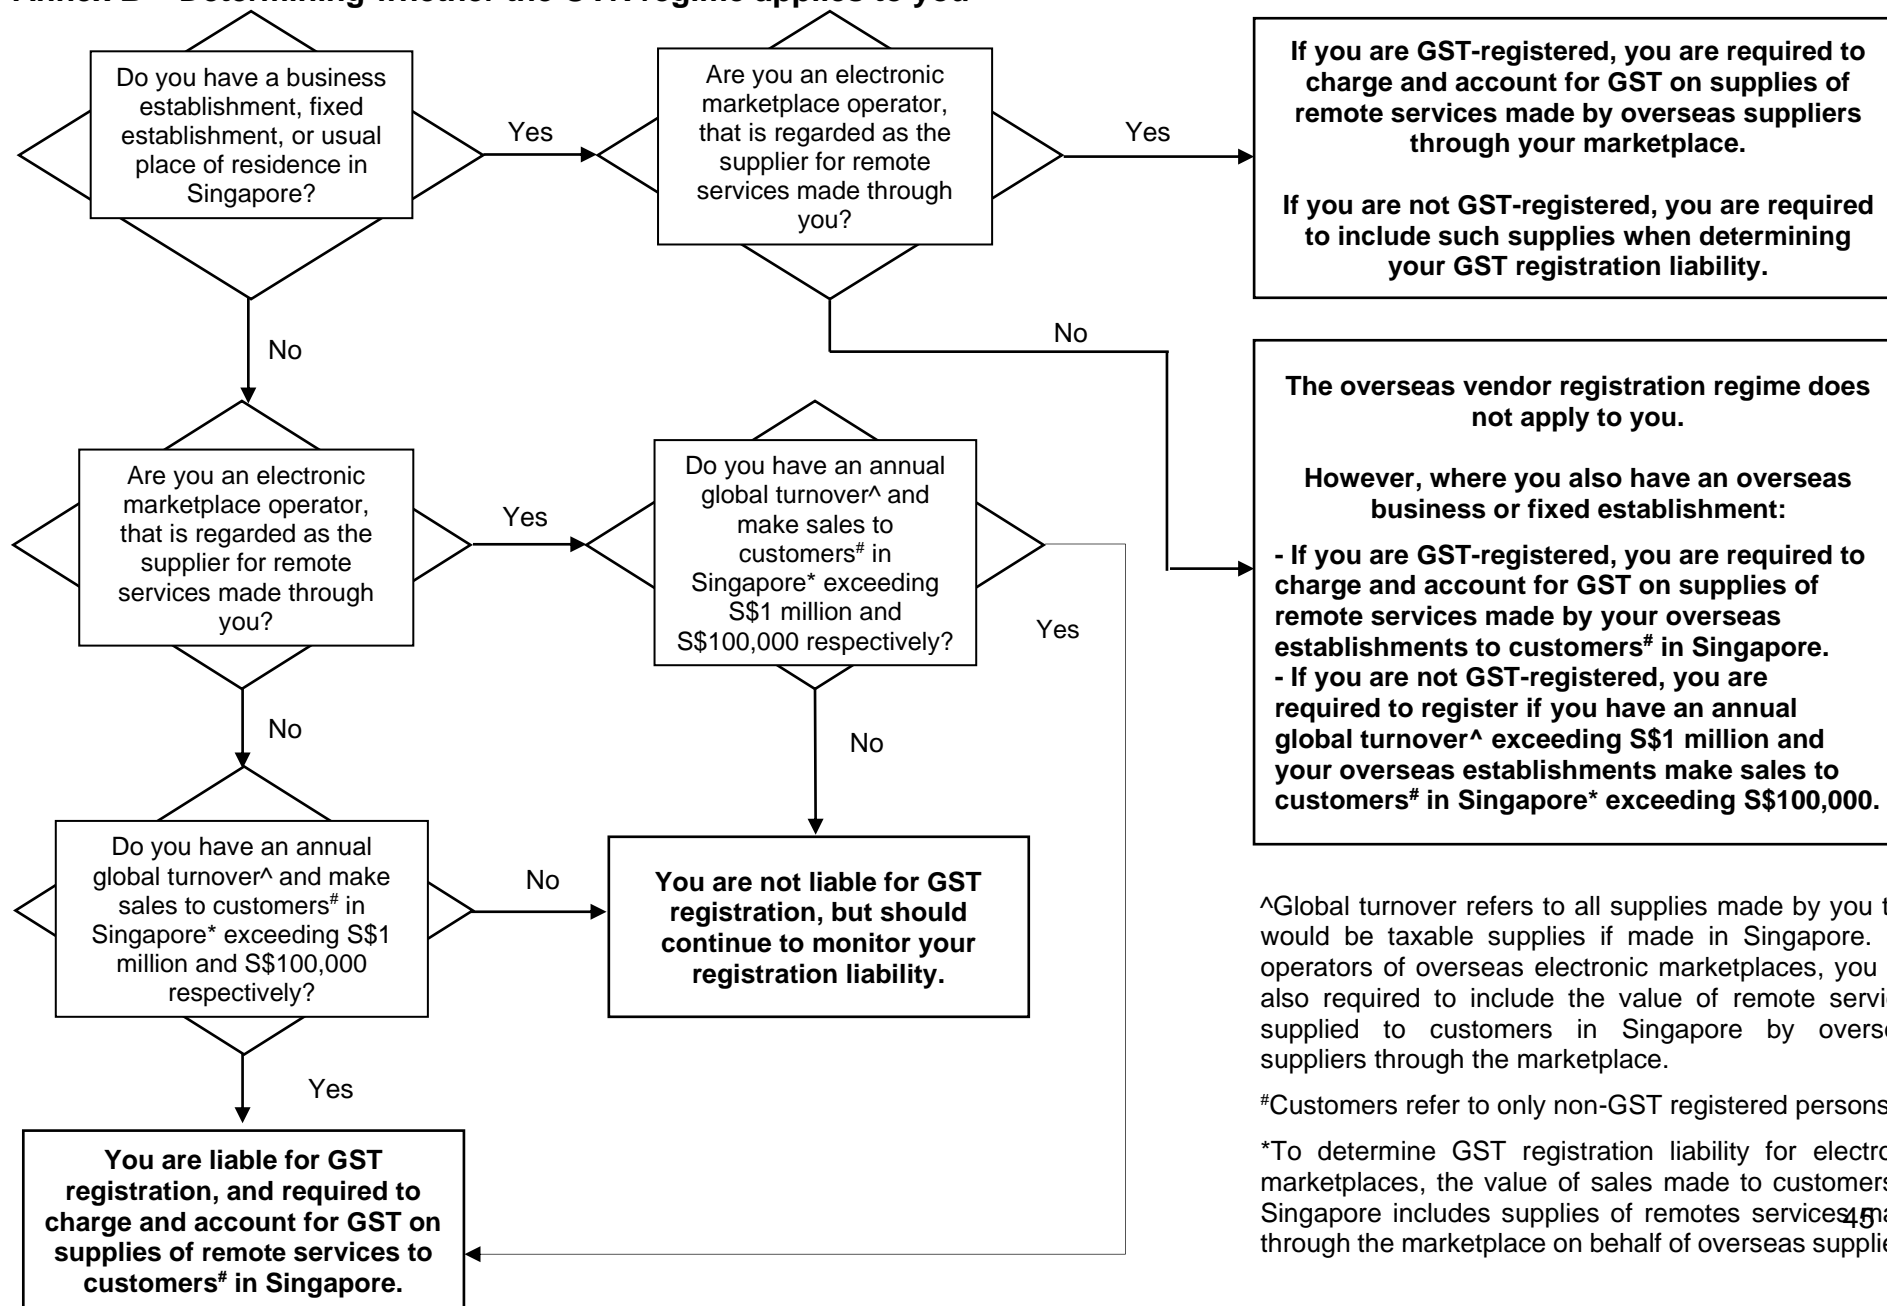 Do you have a business
establishment, fixed
establishment, or usual
place of residence in
Singapore?
Yes
Are you an electronic
marketplace operator,
that is regarded as the
supplier for remote
services made through
you?
Yes
If you are GST-registered, you are required to
charge and account for GST on supplies of
remote services made by overseas suppliers
through your marketplace.
If you are not GST-registered, you are required
to include such supplies when determining
your GST registration liability.
No
No
The overseas vendor registration regime does
not apply to you.
However, where you also have an overseas
business or fixed establishment:
- If you are GST-registered, you are required to
charge and account for GST on supplies of
remote services made by your overseas
establishments to customers# in Singapore.
- If you are not GST-registered, you are
required to register if you have an annual
global turnover^ exceeding S$1 million and
your overseas establishments make sales to
customers# in Singapore* exceeding S$100,000.
Are you an electronic
marketplace operator,
that is regarded as the
supplier for remote
services made through
you?
Yes
Do you have an annual
global turnover^ and
make sales to
customers# in
Singapore* exceeding
S$1 million and
S$100,000 respectively?
Yes
No
No
Do you have an annual
global turnover^ and make
sales to customers# in
Singapore* exceeding S$1
million and S$100,000
respectively?
No
You are not liable for GST
registration, but should
continue to monitor your
registration liability.
Yes
You are liable for GST
registration, and required to
charge and account for GST on
supplies of remote services to
customers# in Singapore.
^Global turnover refers to all supplies made by you
would be taxable supplies if made in Singapore.
operators of overseas electronic marketplaces, you
also required to include the value of remote
supplied to customers in Singapore by
suppliers through the marketplace.
#Customers refer to only non-GST registered persons
*To determine GST registration liability for
marketplaces, the value of sales made to customers
Singapore includes supplies of remotes services
through the marketplace on behalf of overseas
45